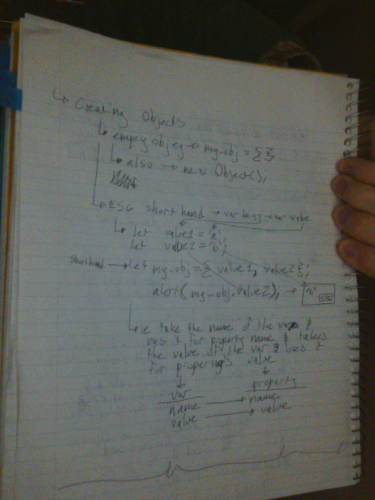 ↳ Creating Objects
↳ empty obj eg → my-obj = {}
↳ also → new Object();
↳ ES6 short hand → var key → var value
↳ let value1 = 'a';
let value2 = 'b';
shorthand → let my-obj = { value1, value2 };
alert( my-obj.value2); → 'b'
↳ we take the name of the var &
uses it for property name & takes
the value of the var & uses it
for property's value
var property
name → name
value → value